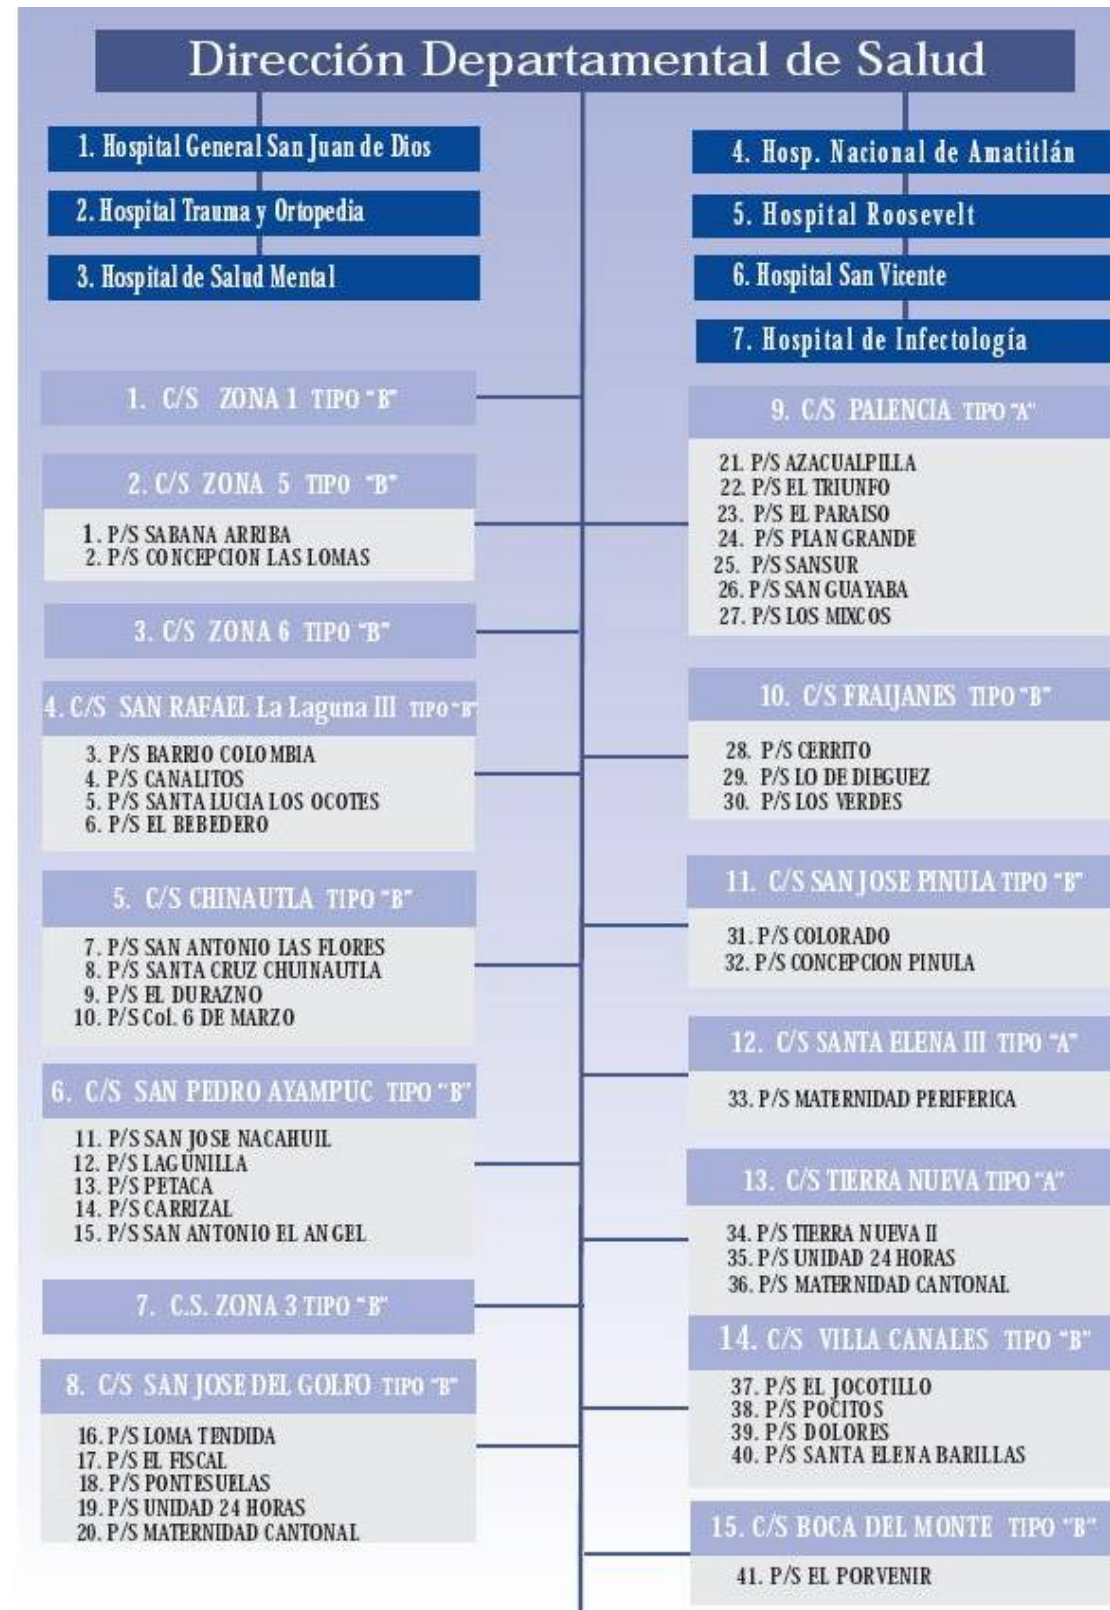 Dirección Departamental de Salud
1. Hospital General San Juan de Dios
2. Hospital Trauma y Ortopedia
3. Hospital de Salud Mental
4. Hosp. Nacional de Amatitlán
5. Hospital Roosevelt
6. Hospital San Vicente
7. Hospital de Infectología
1. C/S ZONA 1 TIPO "B"
2. C/S ZONA 5 TIPO "B"
1. P/S SABANA ARRIBA
2. P/S CONCEPCION LAS LOMAS
3. C/S ZONA 6 TIPO "B"
4. C/S SAN RAFAEL La Laguna III TIPO "B"
3. P/S BARRIO COLOMBIA
4. P/S CANALITOS
5. P/S SANTA LUCIA LOS OCOTES
6. P/S EL BEBEDERO
5. C/S CHINAUTLA TIPO "B"
7. P/S SAN ANTONIO LAS FLORES
8. P/S SANTA CRUZ CHUINAUTLA
9. P/S EL DURAZNO
10. P/S Col. 6 DE MARZO
6. C/S SAN PEDRO AYAMPUC TIPO "B"
11. P/S SAN JOSE NACAHUIL
12. P/S LAGUNILLA
13. P/S PETACA
14. P/S CARRIZAL
15. P/S SAN ANTONIO EL ANGEL
7. C.S. ZONA 3 TIPO "B"
8. C/S SAN JOSE DEL GOLFO TIPO "B"
16. P/S LOMA TENDIDA
17. P/S EL FISCAL
18. P/S PONTESUELAS
19. P/S UNIDAD 24 HORAS
20. P/S MATERNIDAD CANTONAL
9. C/S PALENCIA TIPO "A"
21. P/S AZACUALPILLA
22. P/S EL TRIUNFO
23. P/S EL PARAISO
24. P/S PLAN GRANDE
25. P/S SANSUR
26. P/S SAN GUAYABA
27. P/S LOS MIXCOS
10. C/S FRAIJANES TIPO "B"
28. P/S CERRITO
29. P/S LO DE DIEGUEZ
30. P/S LOS VERDES
11. C/S SAN JOSE PINULA TIPO "B"
31. P/S COLORADO
32. P/S CONCEPCION PINULA
12. C/S SANTA ELENA III TIPO "A"
33. P/S MATERNIDAD PERIFERICA
13. C/S TIERRA NUEVA TIPO "A"
34. P/S TIERRA NUEVA II
35. P/S UNIDAD 24 HORAS
36. P/S MATERNIDAD CANTONAL
14. C/S VILLA CANALES TIPO "B"
37. P/S EL JOCOTILLO
38. P/S POCITOS
39. P/S DOLORES
40. P/S SANTA ELENA BARILLAS
15. C/S BOCA DEL MONTE TIPO "B"
41. P/S EL PORVENIR